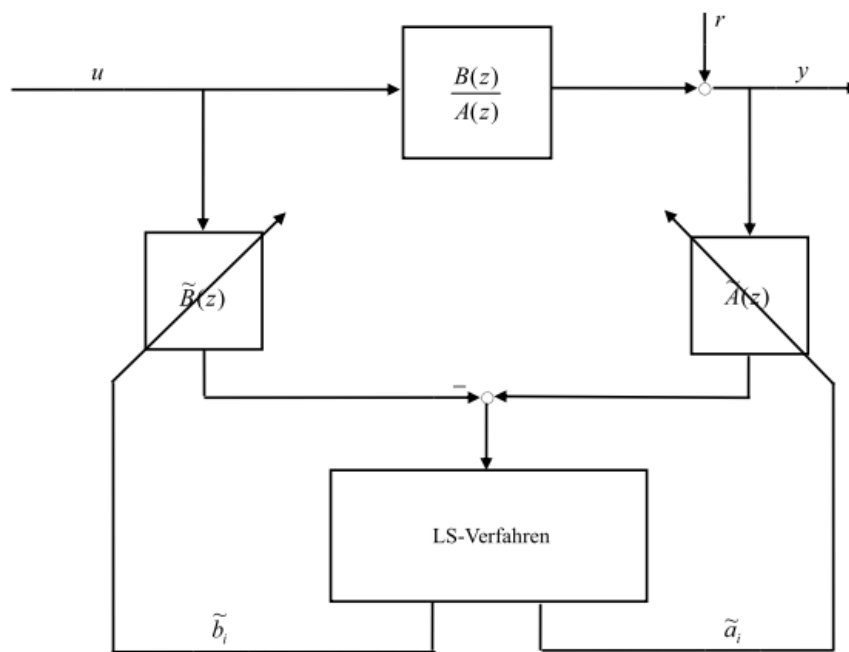 r
u
B(z)
A(z)
y
B̃(z)
Ã(z)
–
LS-Verfahren
b̃ᵢ
ãᵢ